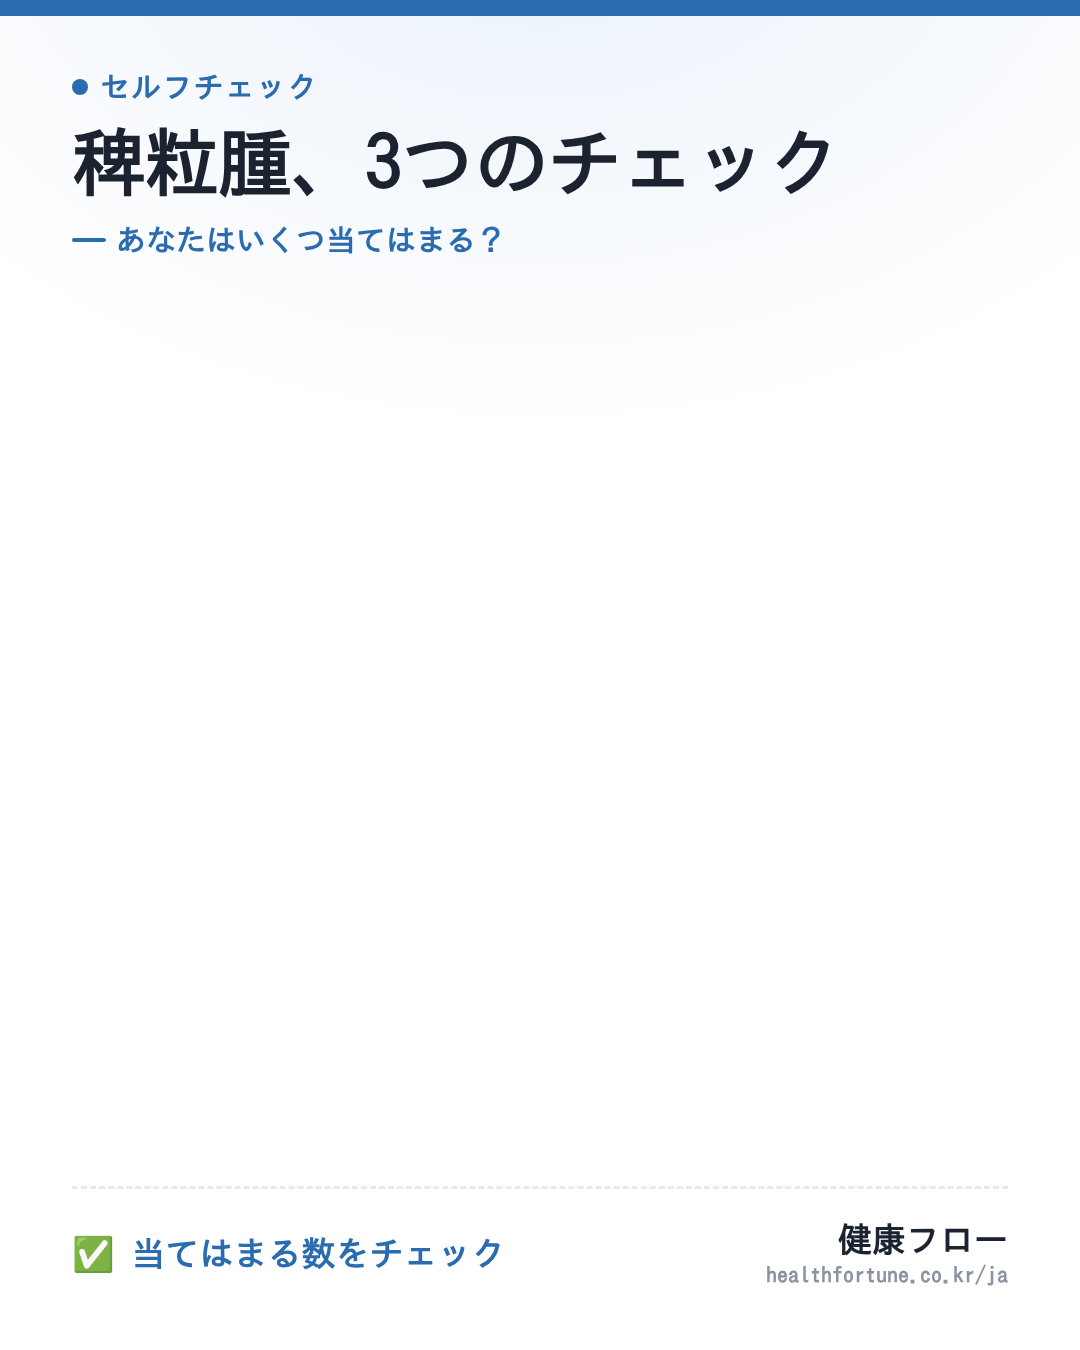 セルフチェック
稗粒腫、3つのチェック
— あなたはいくつ当てはまる？
✅ 当てはまる数をチェック
健康フロー
healthfortune.co.kr/ja